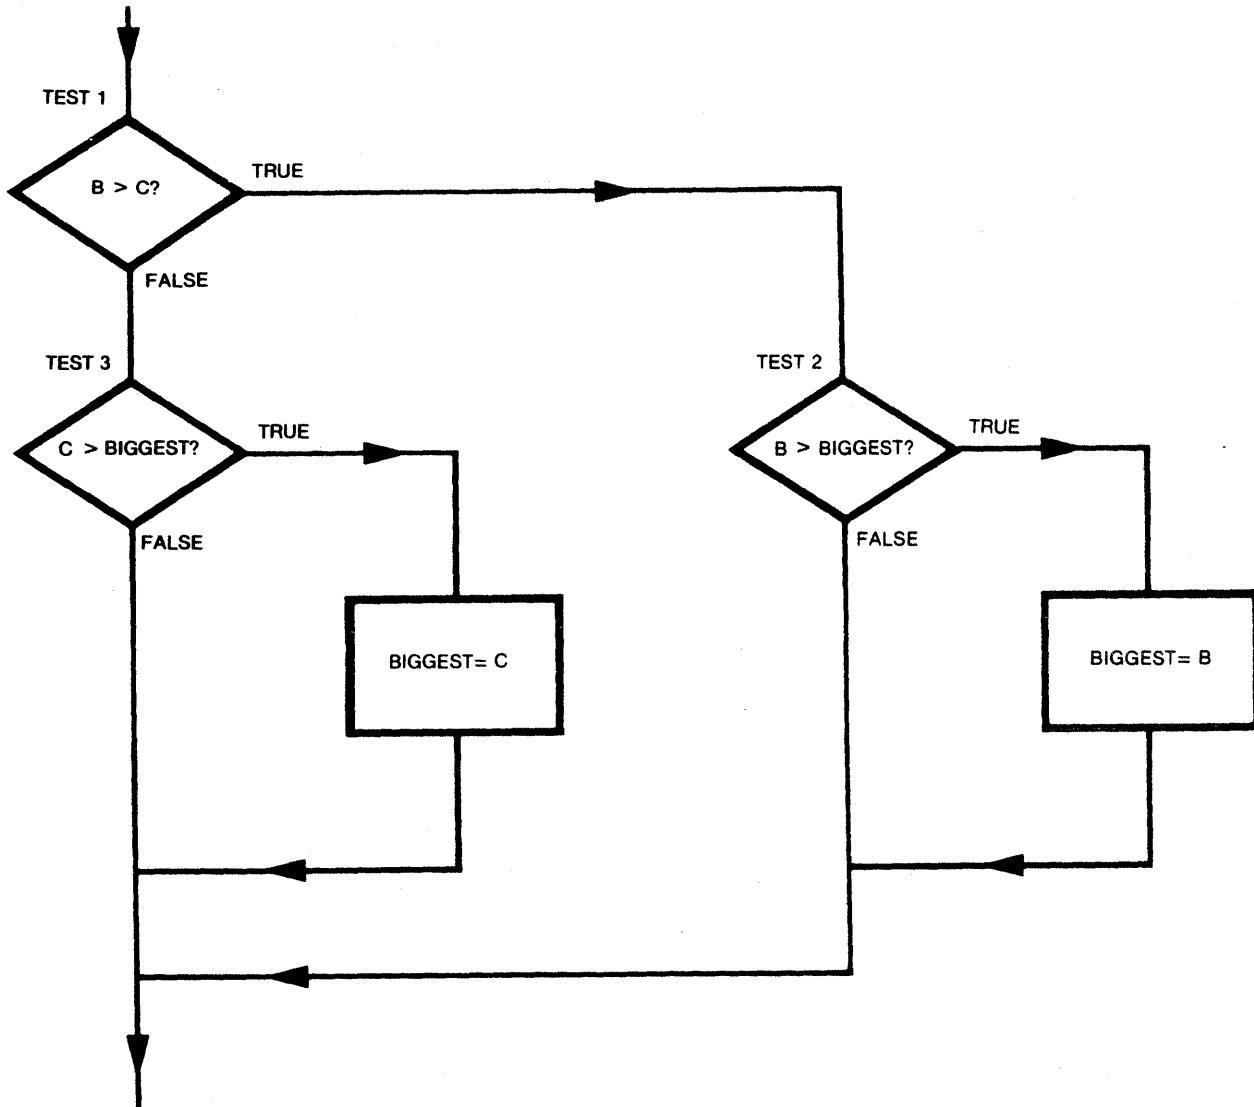 TEST 1
B > C?
TRUE
FALSE
TEST 3
C > BIGGEST?
TRUE
FALSE
BIGGEST= C
TEST 2
B > BIGGEST?
TRUE
FALSE
BIGGEST= B